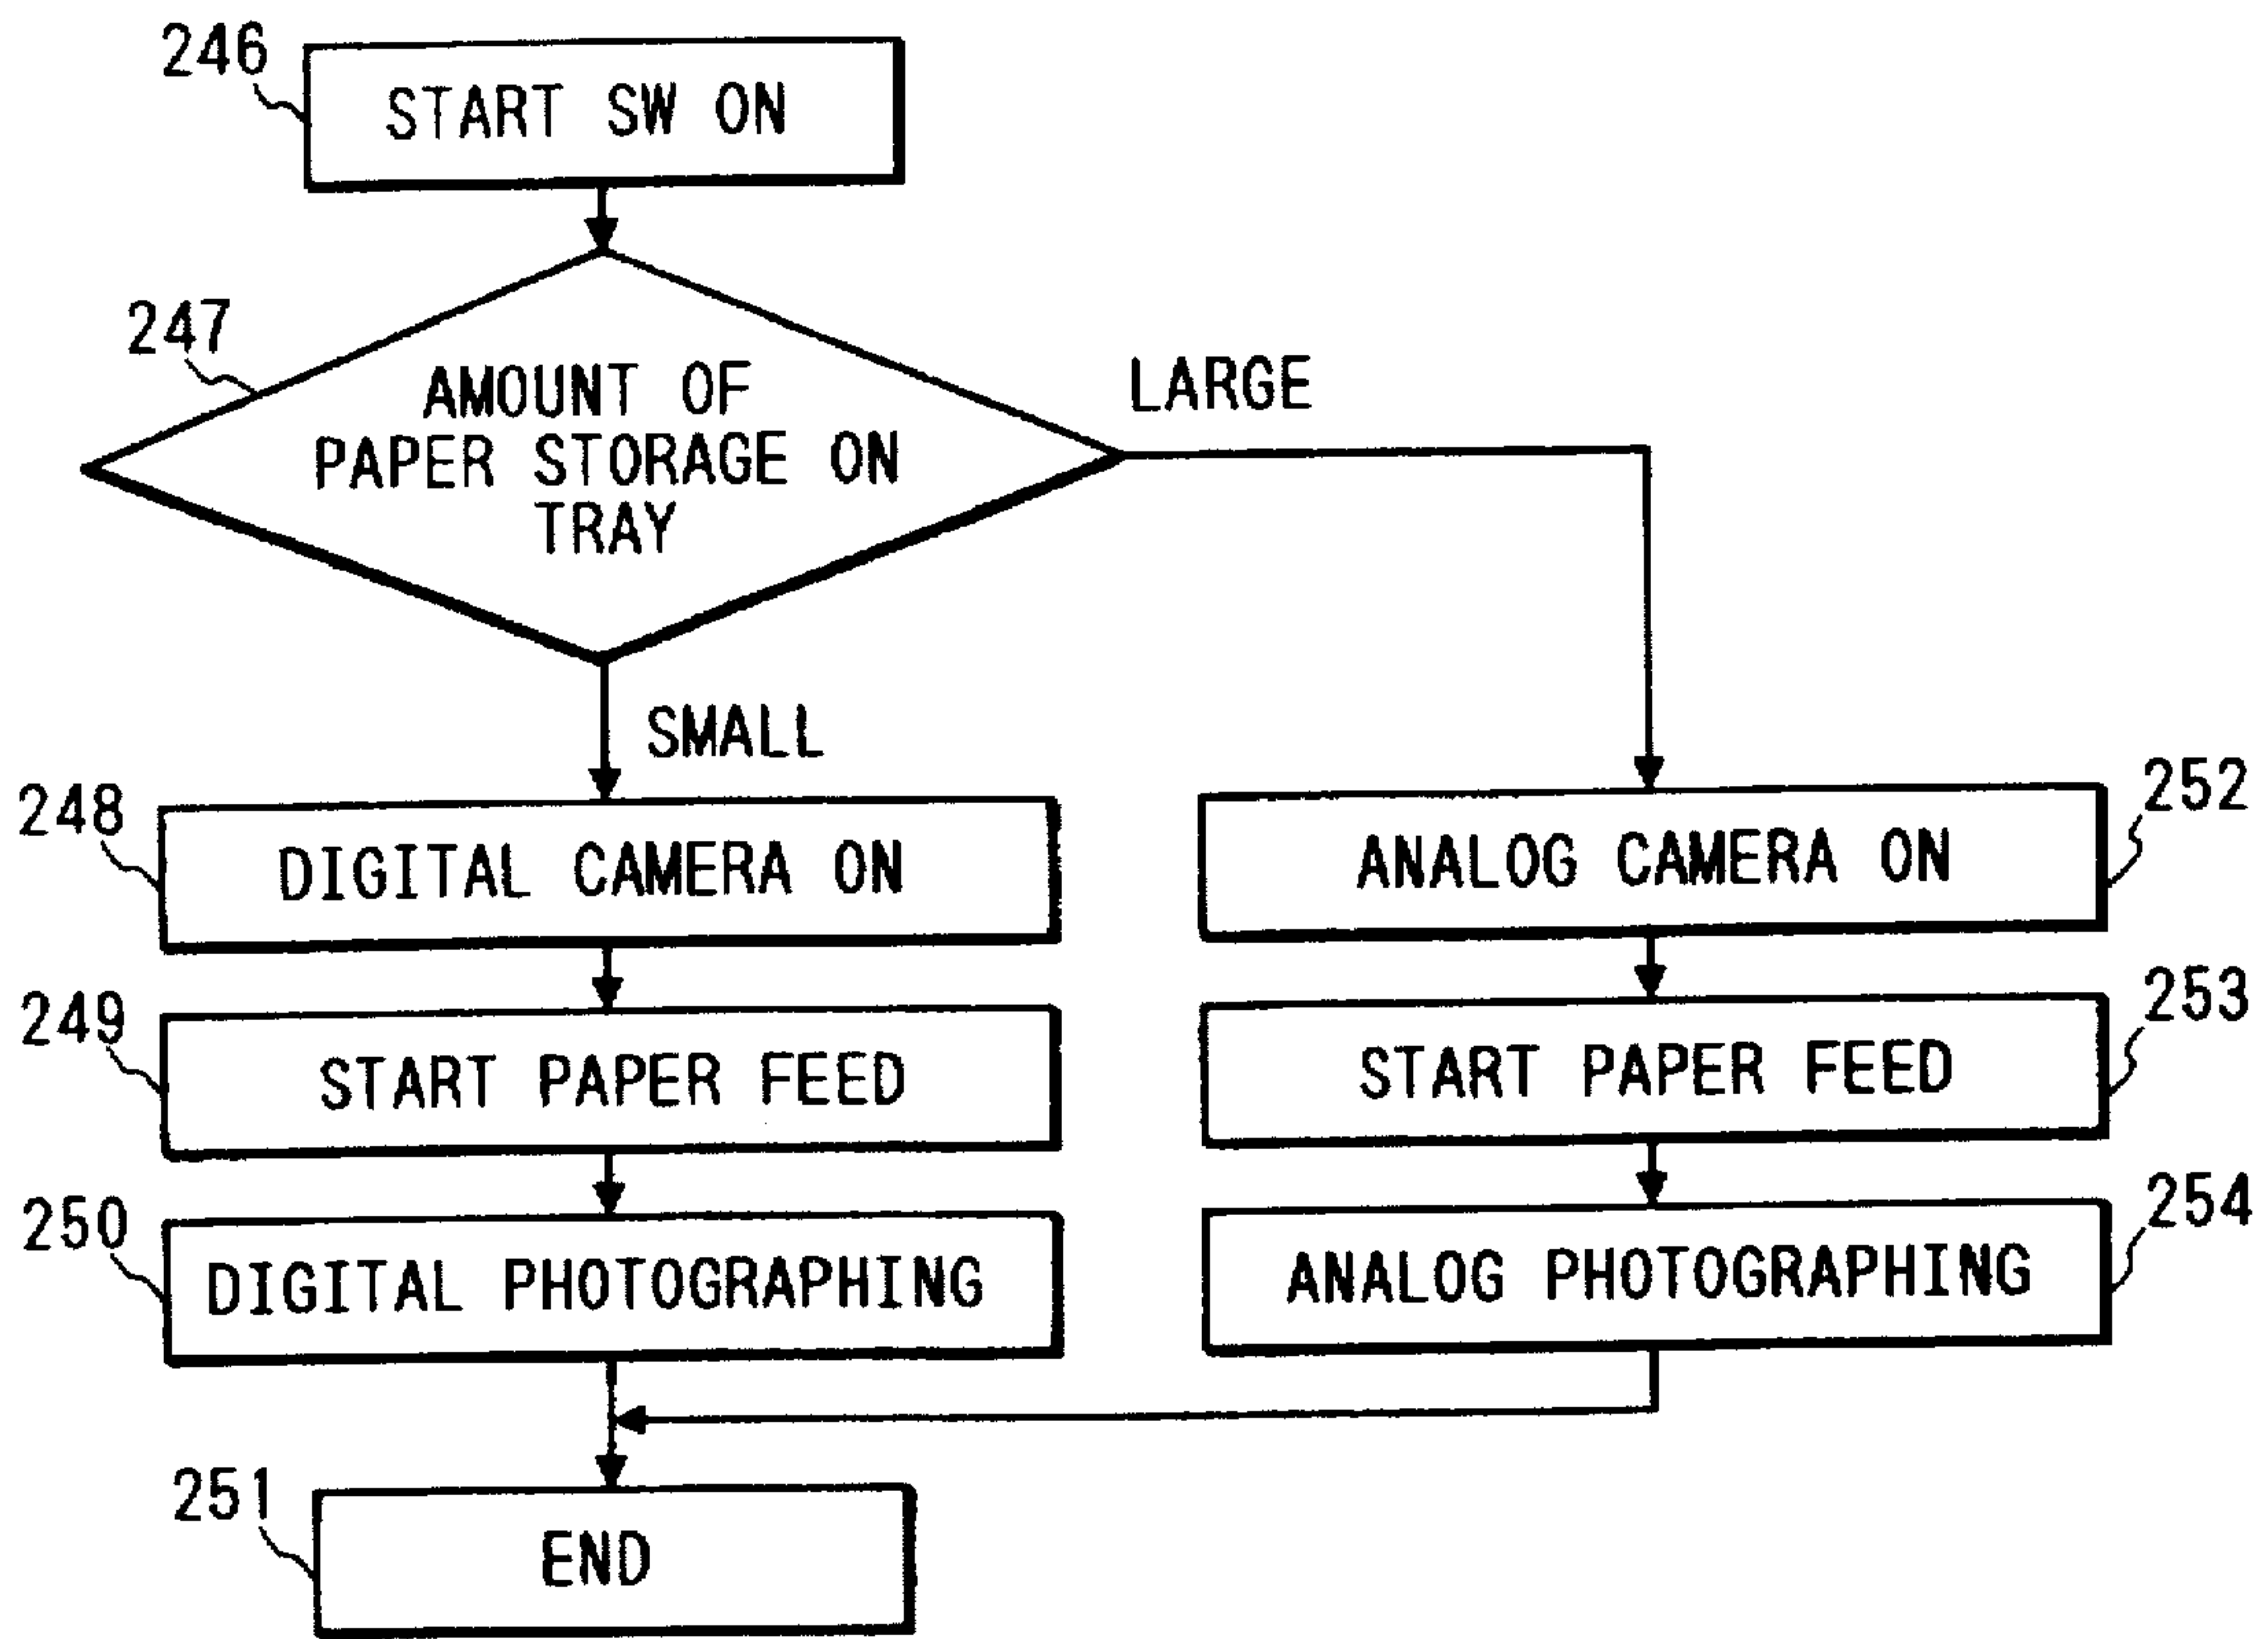 246
START SW ON
247
AMOUNT OF
PAPER STORAGE ON
TRAY
LARGE
SMALL
248
DIGITAL CAMERA ON
252
ANALOG CAMERA ON
249
START PAPER FEED
253
START PAPER FEED
250
DIGITAL PHOTOGRAPHING
254
ANALOG PHOTOGRAPHING
251
END